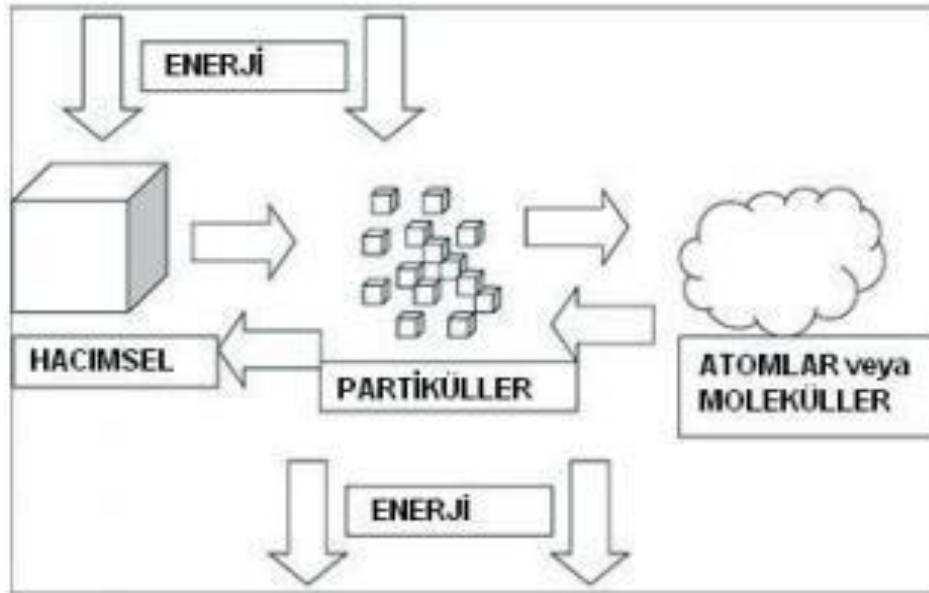 ENERJİ
HACIMSEL
PARTİKÜLLER
ATOMLAR veya
MOLEKÜLLER
ENERJİ